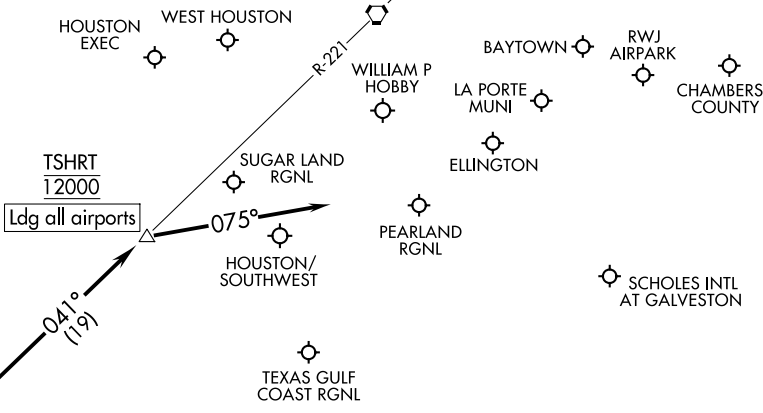 HOUSTON
EXEC
WEST HOUSTON
R-221
WILLIAM P
HOBBY
BAYTOWN
RWJ
AIRPARK
LA PORTE
MUNI
CHAMBERS
COUNTY
ELLINGTON
TSHRT
12000
Ldg all airports
SUGAR LAND
RGNL
075°
HOUSTON/
SOUTHWEST
PEARLAND
RGNL
SCHOLES INTL
AT GALVESTON
041°
(19)
TEXAS GULF
COAST RGNL